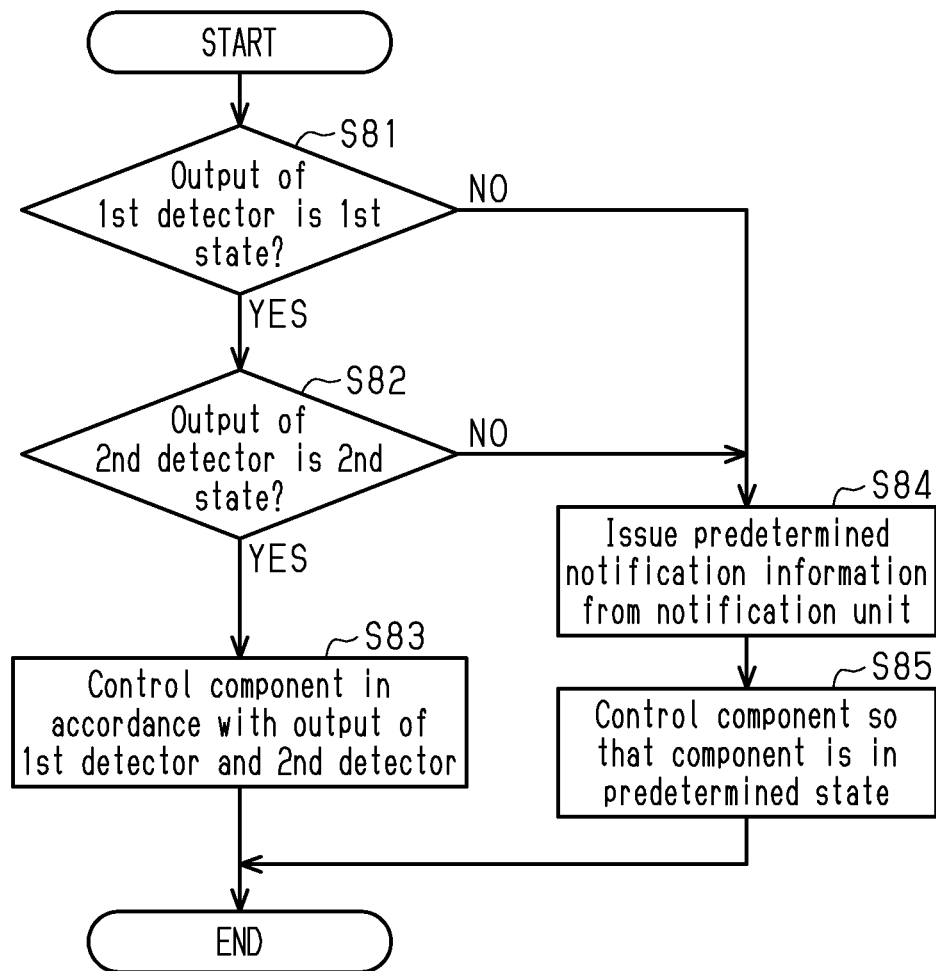 START
S81
Output of
1st detector is 1st
state?
NO
YES
S82
Output of
2nd detector is 2nd
state?
NO
YES
S84
Issue predetermined
notification information
from notification unit
S83
Control component in
accordance with output of
1st detector and 2nd detector
S85
Control component so
that component is in
predetermined state
END